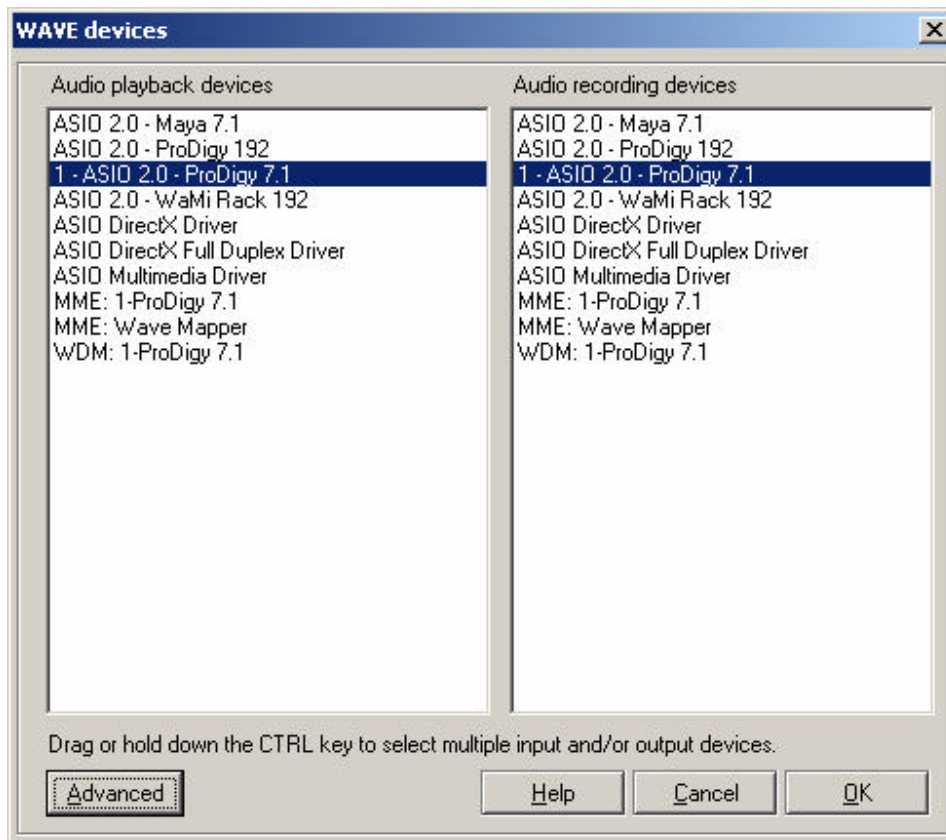 WAVE devices
Audio playback devices
ASIO 2.0 - Maya 7.1
ASIO 2.0 - ProDigy 192
1 - ASIO 2.0 - ProDigy 7.1
ASIO 2.0 - WaMi Rack 192
ASIO DirectX Driver
ASIO DirectX Full Duplex Driver
ASIO Multimedia Driver
MME: 1-ProDigy 7.1
MME: Wave Mapper
WDM: 1-ProDigy 7.1
Audio recording devices
ASIO 2.0 - Maya 7.1
ASIO 2.0 - ProDigy 192
1 - ASIO 2.0 - ProDigy 7.1
ASIO 2.0 - WaMi Rack 192
ASIO DirectX Driver
ASIO DirectX Full Duplex Driver
ASIO Multimedia Driver
MME: 1-ProDigy 7.1
MME: Wave Mapper
WDM: 1-ProDigy 7.1
Drag or hold down the CTRL key to select multiple input and/or output devices.
Advanced
Help
Cancel
OK